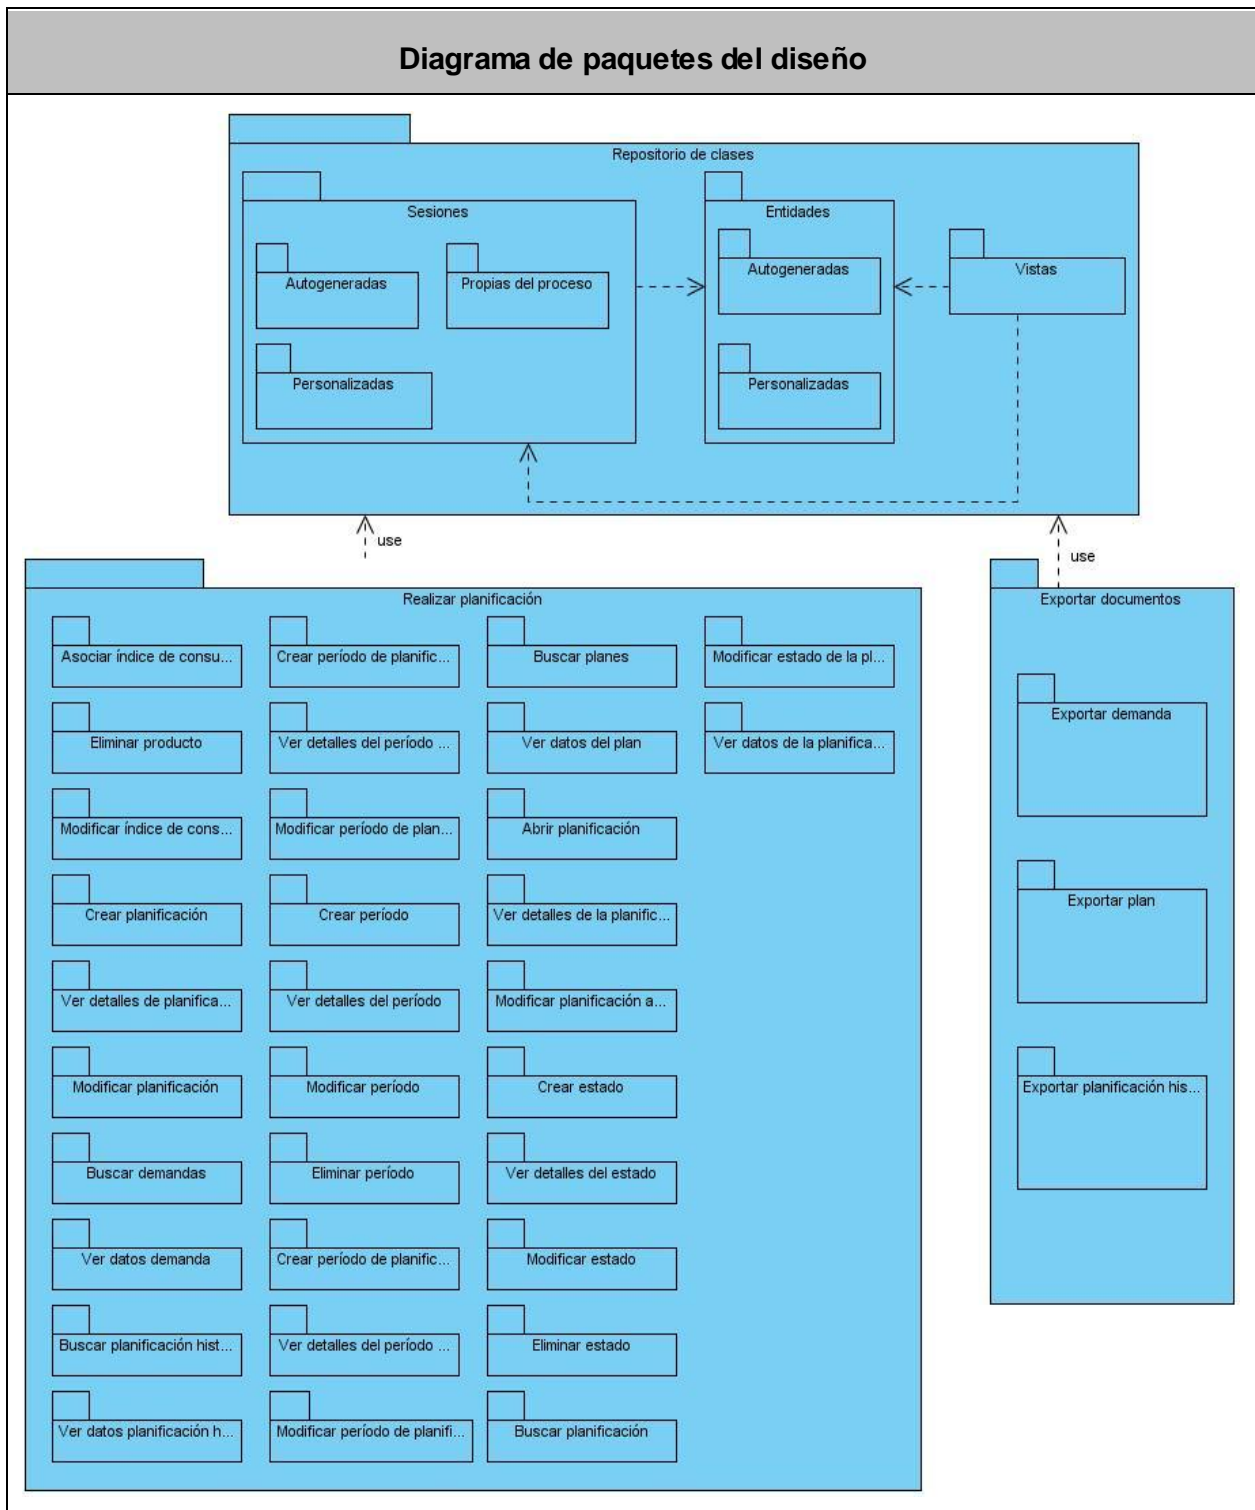 Diagrama de paquetes del diseño
Repositorio de clases
Sesiones
Autogeneradas
Propias del proceso
Personalizadas
Entidades
Autogeneradas
Personalizadas
Vistas
use
use
Realizar planificación
Asociar índice de consu...
Crear período de planific...
Buscar planes
Modificar estado de la pl...
Eliminar producto
Ver detalles del período ...
Ver datos del plan
Ver datos de la planifica...
Modificar índice de cons...
Modificar período de plan...
Abrir planificación
Crear planificación
Crear período
Ver detalles de la planific...
Ver detalles de planifica...
Ver detalles del período
Modificar planificación a...
Modificar planificación
Modificar período
Crear estado
Buscar demandas
Eliminar período
Ver detalles del estado
Ver datos demanda
Crear período de planific...
Modificar estado
Buscar planificación hist...
Ver detalles del período ...
Eliminar estado
Ver datos planificación h...
Modificar período de planifi...
Buscar planificación
Exportar documentos
Exportar demanda
Exportar plan
Exportar planificación his...